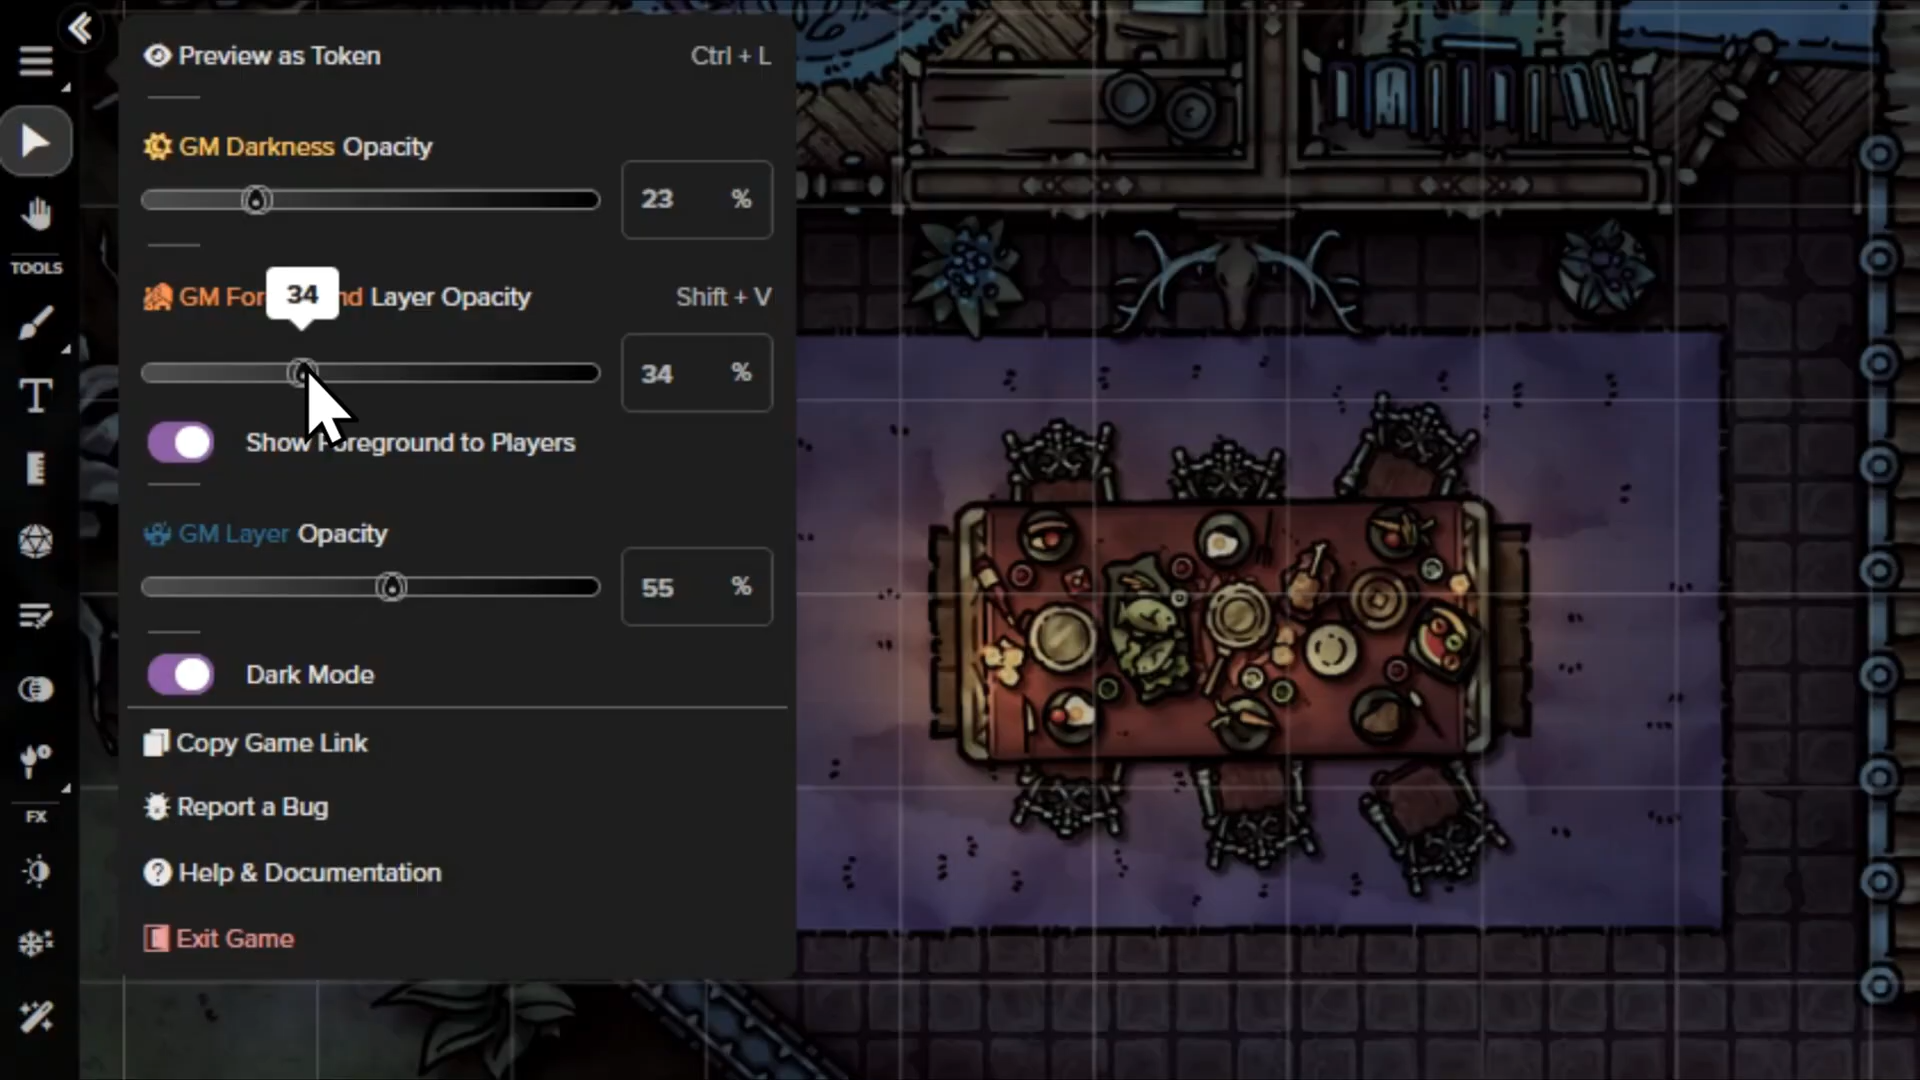 Preview as Token Ctrl + L
GM Darkness Opacity
23 %
34
GM For nd Layer Opacity Shift + V
34 %
Show Foreground to Players
GM Layer Opacity
55 %
Dark Mode
Copy Game Link
Report a Bug
Help & Documentation
Exit Game
TOOLS
T
FX